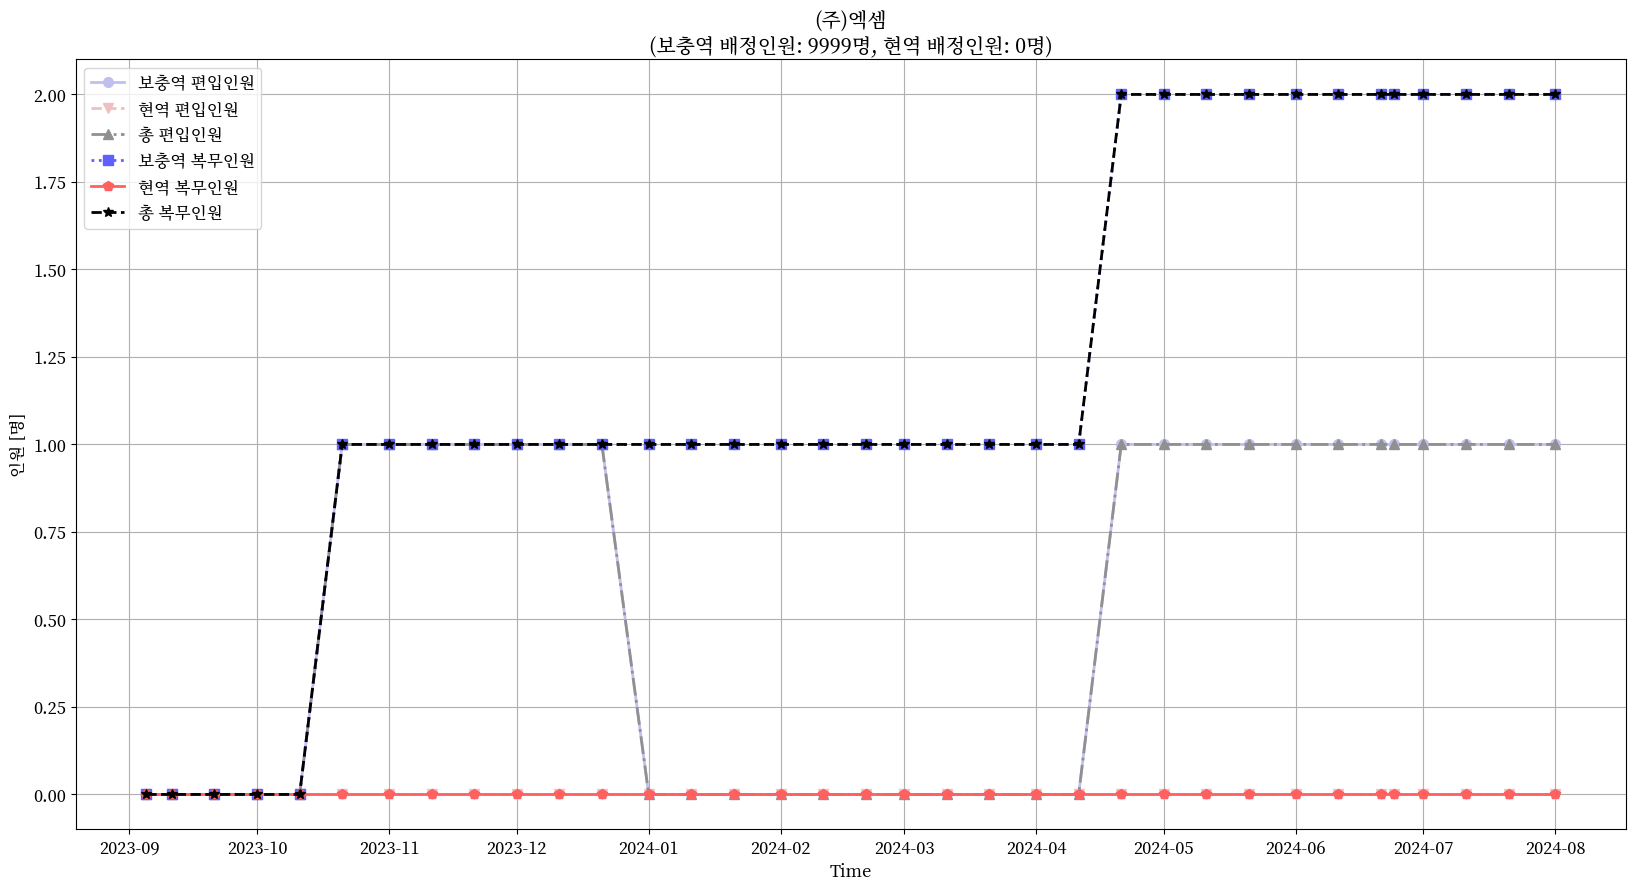 (주)엑셈
(보충역 배정인원: 9999명, 현역 배정인원: 0명)
보충역 편입인원
현역 편입인원
총 편입인원
보충역 복무인원
현역 복무인원
총 복무인원
2.00
1.75
1.50
1.25
1.00
0.75
0.50
0.25
0.00
인원 [명]
2023-09 2023-10 2023-11 2023-12 2024-01 2024-02 2024-03 2024-04 2024-05 2024-06 2024-07 2024-08
Time